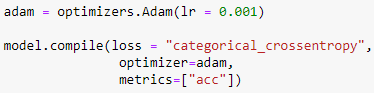 adam = optimizers.Adam(lr = 0.001)
model.compile(loss = "categorical_crossentropy",
optimizer=adam,
metrics=["acc"])